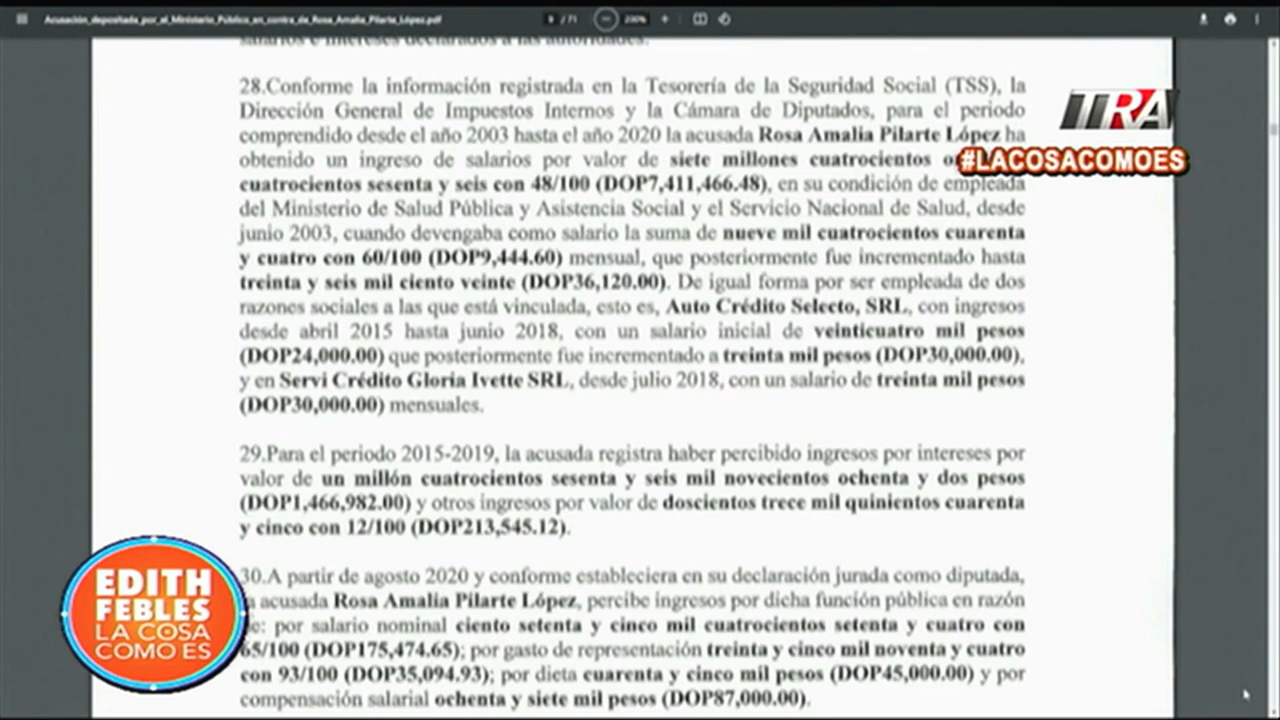 Acusación_depositada_por_el_Ministerio_Público_en_contra_de_Rosa_Amalia_Pilarte_López.pdf
9 / 71
200%
salarios e intereses declarados a las autoridades.
28.Conforme la información registrada en la Tesorería de la Seguridad Social (TSS), la
Dirección General de Impuestos Internos y la Cámara de Diputados, para el periodo
comprendido desde el año 2003 hasta el año 2020 la acusada Rosa Amalia Pilarte López ha
obtenido un ingreso de salarios por valor de siete millones cuatrocientos
cuatrocientos sesenta y seis con 48/100 (DOP7,411,466.48), en su condición de empleada
del Ministerio de Salud Pública y Asistencia Social y el Servicio Nacional de Salud, desde
junio 2003, cuando devengaba como salario la suma de nueve mil cuatrocientos cuarenta
y cuatro con 60/100 (DOP9,444.60) mensual, que posteriormente fue incrementado hasta
treinta y seis mil ciento veinte (DOP36,120.00). De igual forma por ser empleada de dos
razones sociales a las que está vinculada, esto es, Auto Crédito Selecto, SRL, con ingresos
desde abril 2015 hasta junio 2018, con un salario inicial de veinticuatro mil pesos
(DOP24,000.00) que posteriormente fue incrementado a treinta mil pesos (DOP30,000.00),
y en Servi Crédito Gloria Ivette SRL, desde julio 2018, con un salario de treinta mil pesos
(DOP30,000.00) mensuales.
29.Para el periodo 2015-2019, la acusada registra haber percibido ingresos por intereses por
valor de un millón cuatrocientos sesenta y seis mil novecientos ochenta y dos pesos
(DOP1,466,982.00) y otros ingresos por valor de doscientos trece mil quinientos cuarenta
y cinco con 12/100 (DOP213,545.12).
30.A partir de agosto 2020 y conforme estableciera en su declaración jurada como diputada,
acusada Rosa Amalia Pilarte López, percibe ingresos por dicha función pública en razón
por salario nominal ciento setenta y cinco mil cuatrocientos setenta y cuatro con
65/100 (DOP175,474.65); por gasto de representación treinta y cinco mil noventa y cuatro
con 93/100 (DOP35,094.93); por dieta cuarenta y cinco mil pesos (DOP45,000.00) y por
compensación salarial ochenta y siete mil pesos (DOP87,000.00).
TRA
#LACOSACOMOES
EDITH
FEBLES
LA COSA
COMO ES